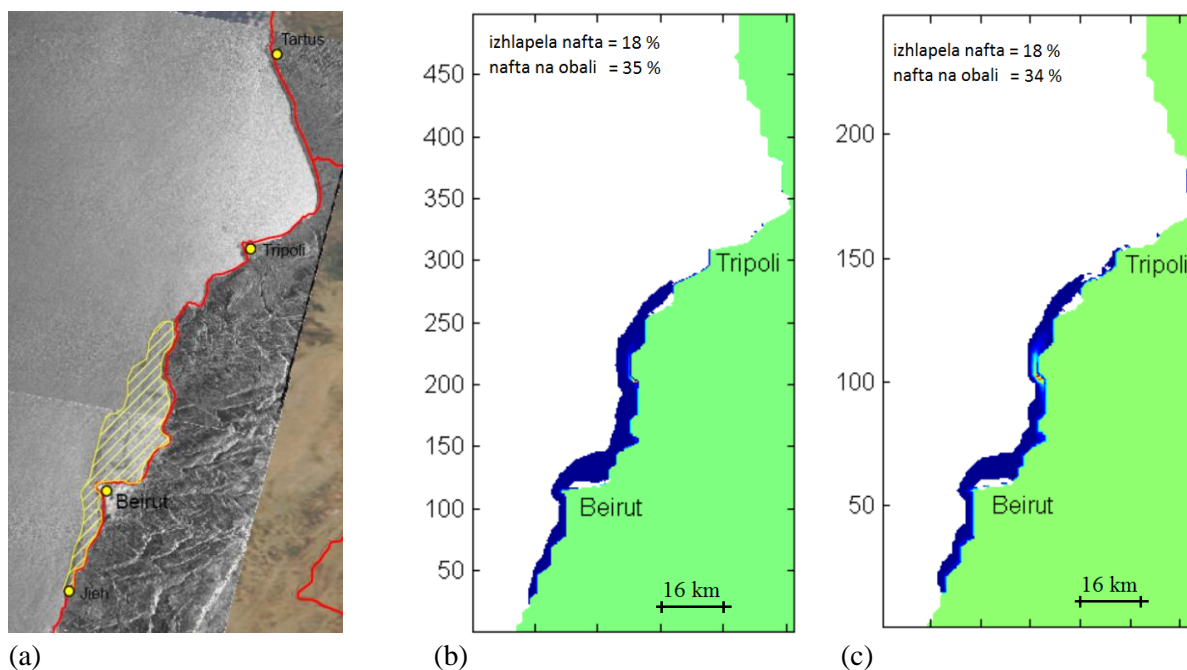 Tartus
Tripoli
Beirut
Jieh
(a)
izhlapela nafta = 18 %
nafta na obali = 35 %
450
400
350
300
250
200
150
100
50
Tripoli
Beirut
16 km
(b)
izhlapela nafta = 18 %
nafta na obali = 34 %
200
150
100
50
Tripoli
Beirut
16 km
(c)